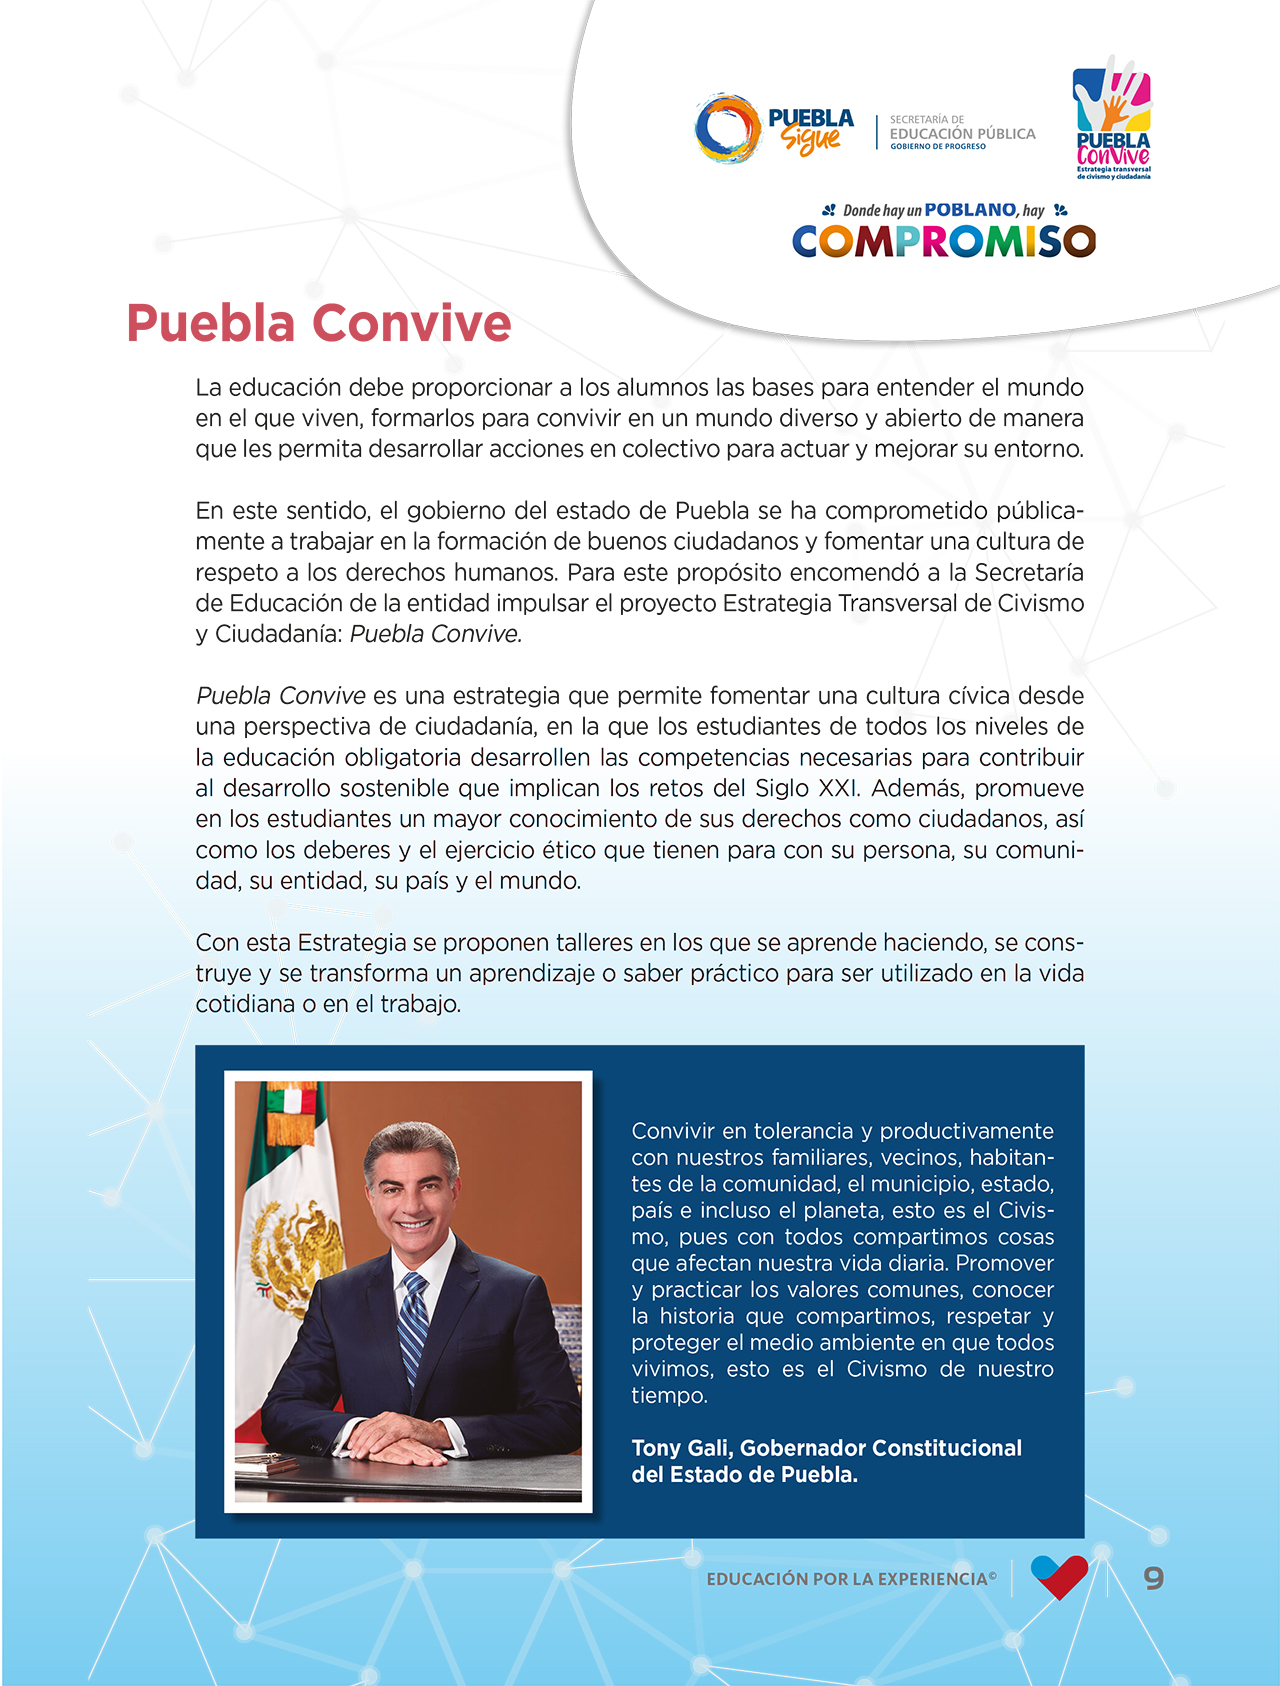 PUEBLA
Sigue
SECRETARÍA DE
EDUCACIÓN PÚBLICA
GOBIERNO DE PROGRESO
PUEBLA
ConVive
Estrategia transversal
de civismo y ciudadanía
Donde hay un POBLANO, hay
COMPROMISO
Puebla Convive
La educación debe proporcionar a los alumnos las bases para entender el mundo
en el que viven, formarlos para convivir en un mundo diverso y abierto de manera
que les permita desarrollar acciones en colectivo para actuar y mejorar su entorno.
En este sentido, el gobierno del estado de Puebla se ha comprometido pública-
mente a trabajar en la formación de buenos ciudadanos y fomentar una cultura de
respeto a los derechos humanos. Para este propósito encomendó a la Secretaría
de Educación de la entidad impulsar el proyecto Estrategia Transversal de Civismo
y Ciudadanía: Puebla Convive.
Puebla Convive es una estrategia que permite fomentar una cultura cívica desde
una perspectiva de ciudadanía, en la que los estudiantes de todos los niveles de
la educación obligatoria desarrollen las competencias necesarias para contribuir
al desarrollo sostenible que implican los retos del Siglo XXI. Además, promueve
en los estudiantes un mayor conocimiento de sus derechos como ciudadanos, así
como los deberes y el ejercicio ético que tienen para con su persona, su comuni-
dad, su entidad, su país y el mundo.
Con esta Estrategia se proponen talleres en los que se aprende haciendo, se cons-
truye y se transforma un aprendizaje o saber práctico para ser utilizado en la vida
cotidiana o en el trabajo.
Convivir en tolerancia y productivamente
con nuestros familiares, vecinos, habitan-
tes de la comunidad, el municipio, estado,
país e incluso el planeta, esto es el Civis-
mo, pues con todos compartimos cosas
que afectan nuestra vida diaria. Promover
y practicar los valores comunes, conocer
la historia que compartimos, respetar y
proteger el medio ambiente en que todos
vivimos, esto es el Civismo de nuestro
tiempo.
Tony Gali, Gobernador Constitucional
del Estado de Puebla.
EDUCACIÓN POR LA EXPERIENCIA©
9